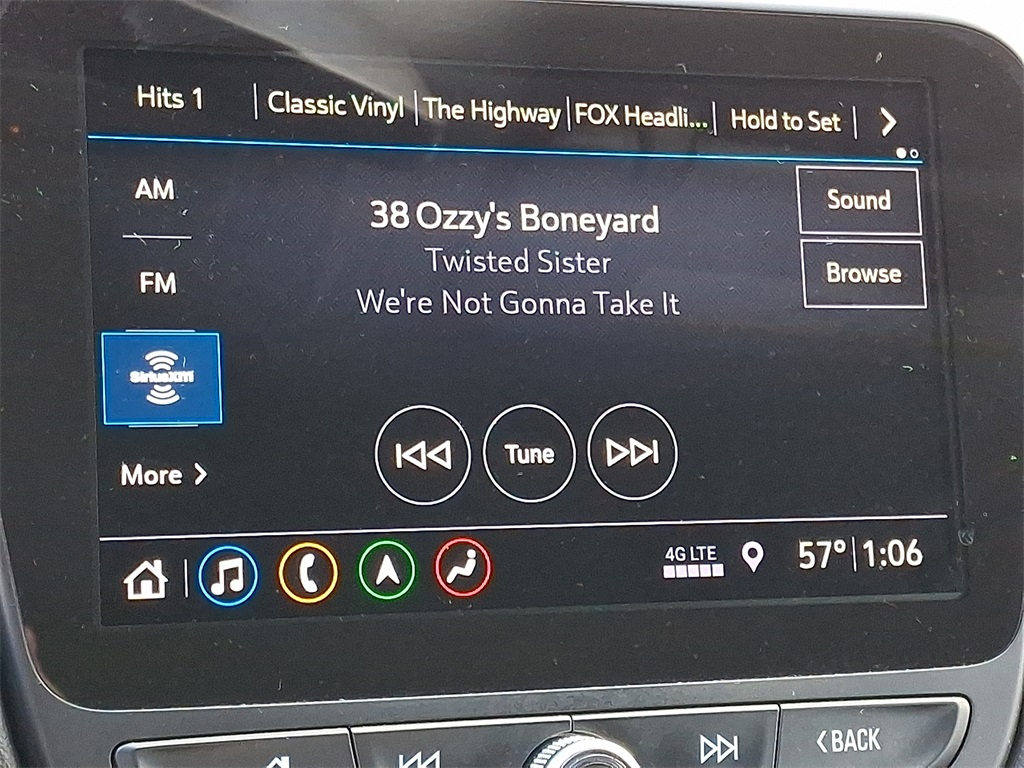 Hits 1 | Classic Vinyl | The Highway | FOX Headli... | Hold to Set |
AM
FM
SiriusXM
More
38 Ozzy's Boneyard
Twisted Sister
We're Not Gonna Take It
Sound
Browse
Tune
4G LTE
57° | 1:06
BACK